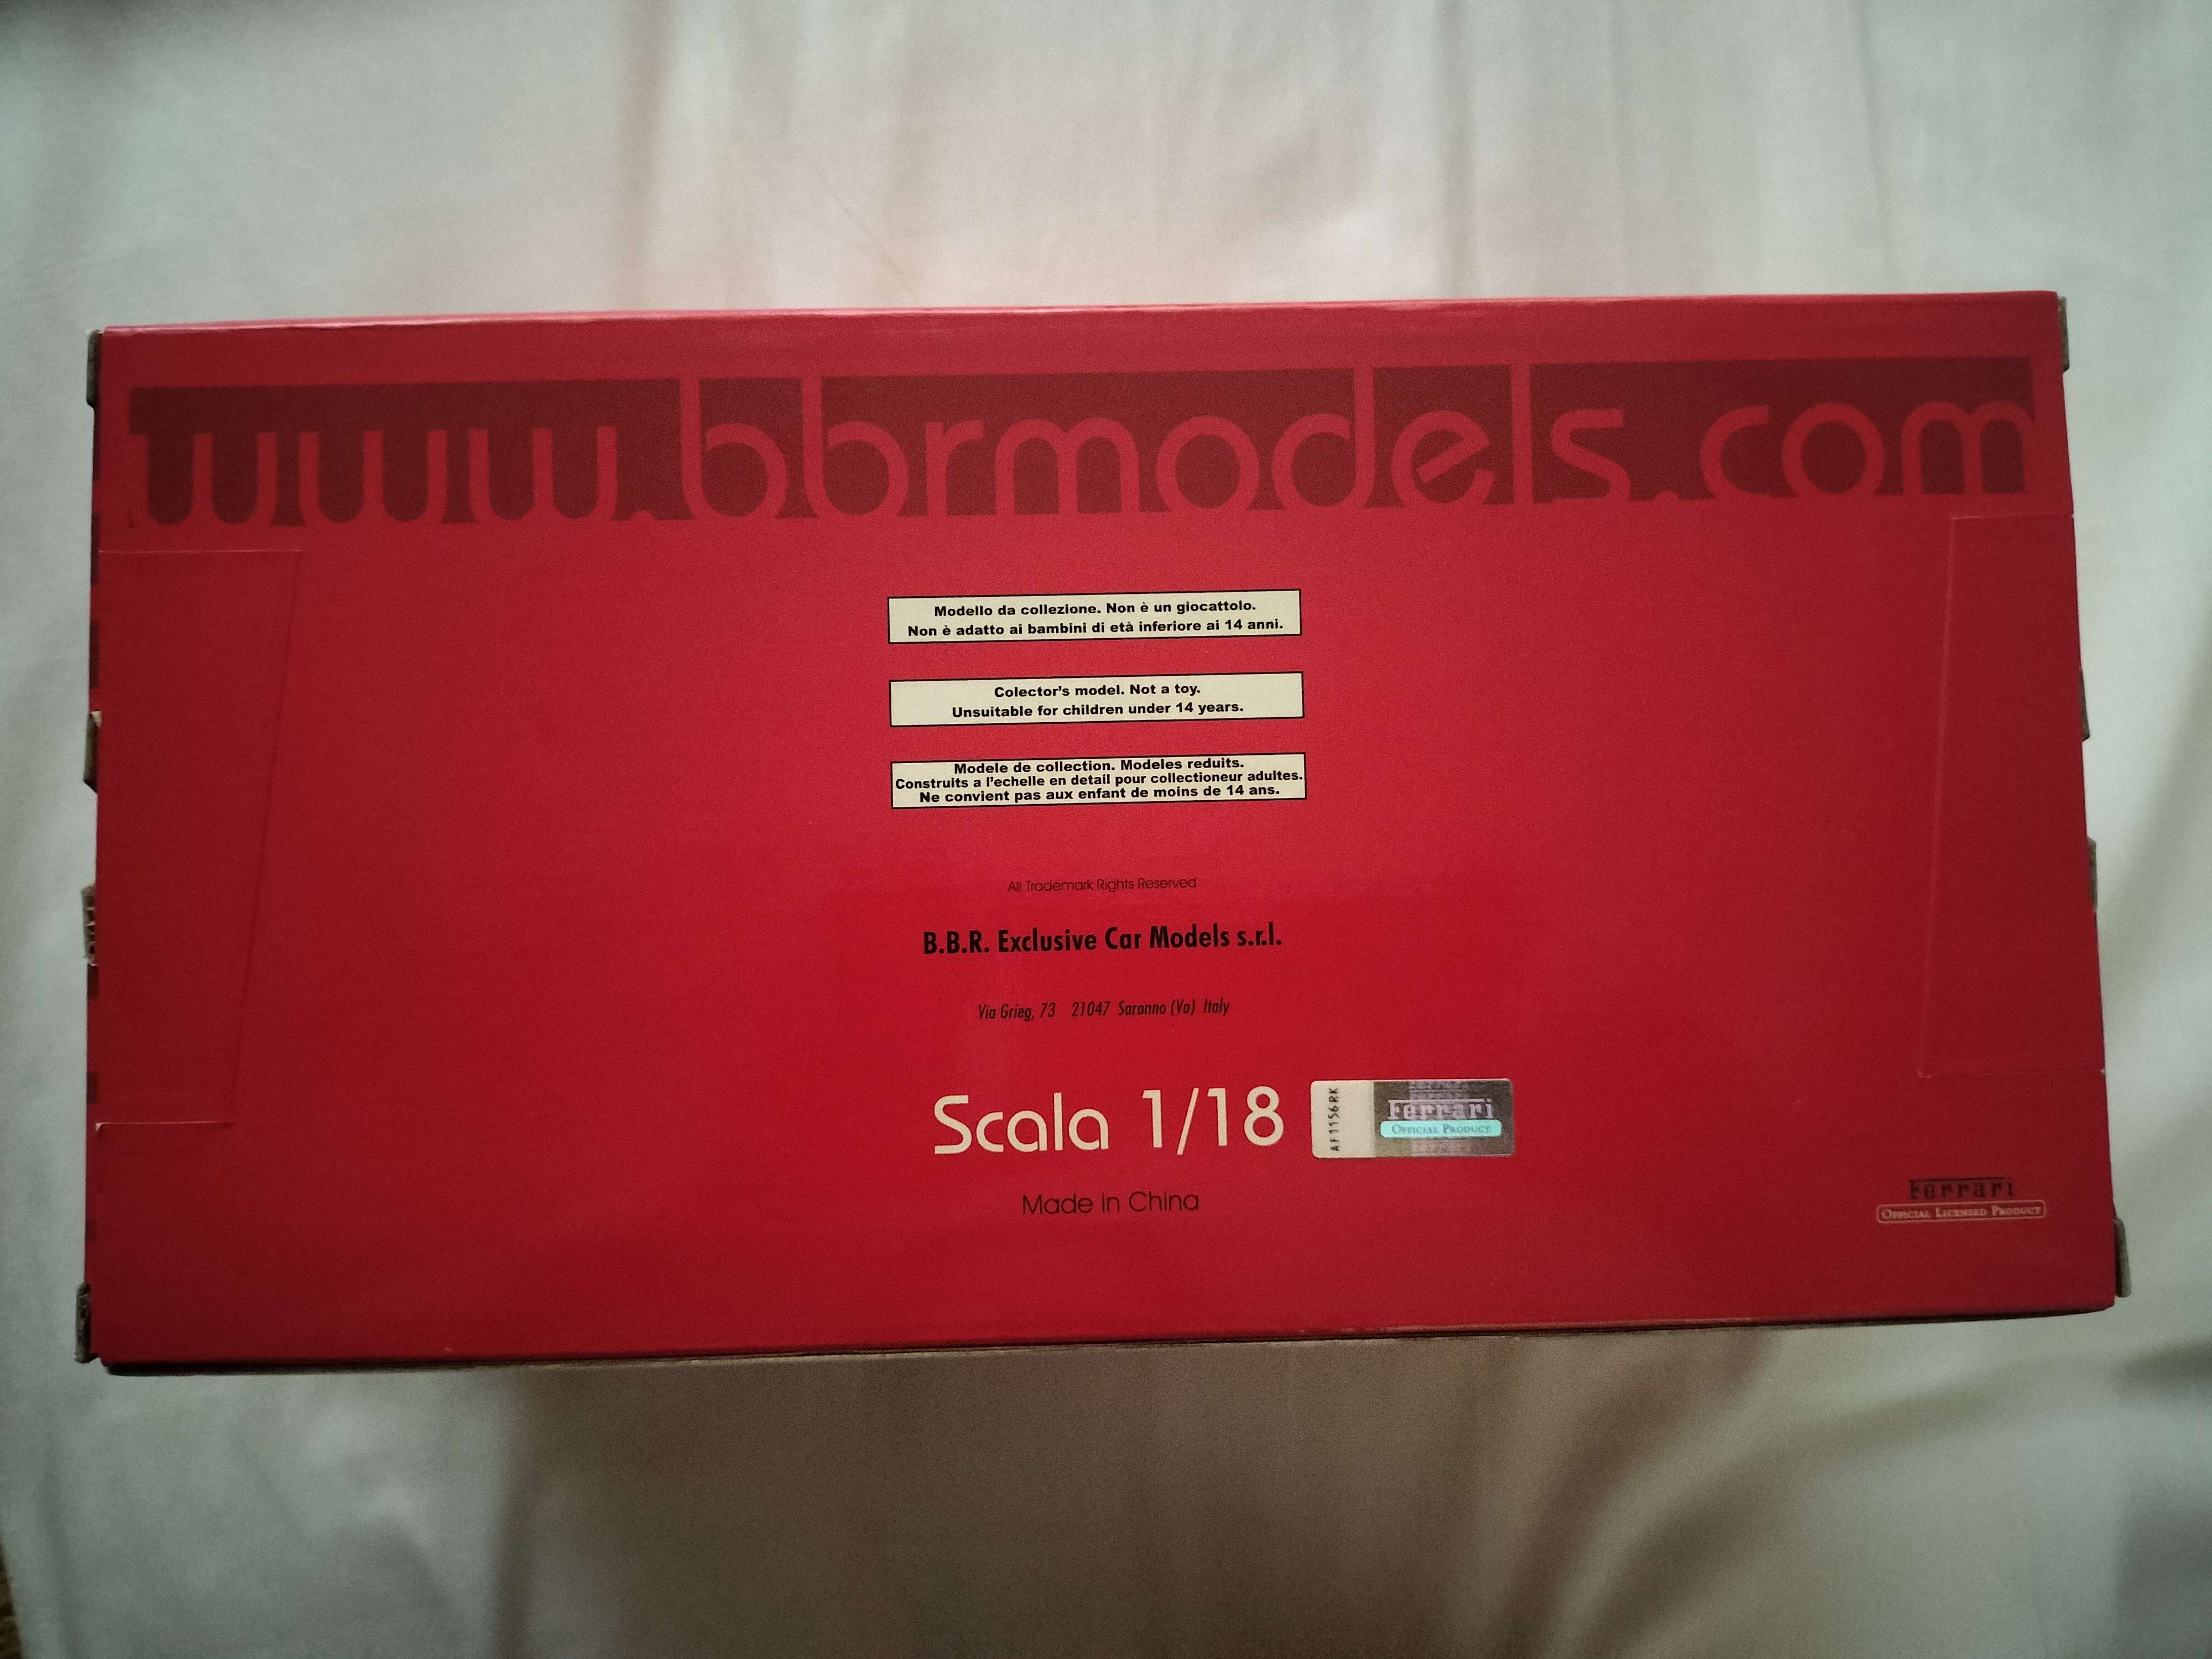 www.bbrmodels.com
Modello da collezione. Non è un giocattolo.
Non è adatto ai bambini di età inferiore ai 14 anni.
Colector's model. Not a toy.
Unsuitable for children under 14 years.
Modele de collection. Modeles reduits.
Construits a l'echelle en detail pour collectioneur adultes.
Ne convient pas aux enfant de moins de 14 ans.
All Trademark Rights Reserved
B.B.R. Exclusive Car Models s.r.l.
Via Grieg, 73 21047 Saronno (Va) Italy
Scala 1/18
AF1156RK
Ferrari
OFFICIAL PRODUCT
Made in China
Ferrari
OFFICIAL LICENSED PRODUCT